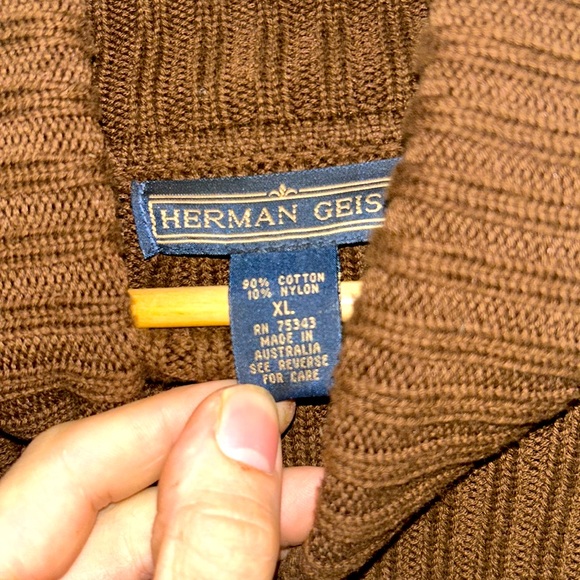 HERMAN GEIS
90% COTTON
10% NYLON
XL
RN 75343
MADE IN
AUSTRALIA
SEE REVERSE
FOR CARE